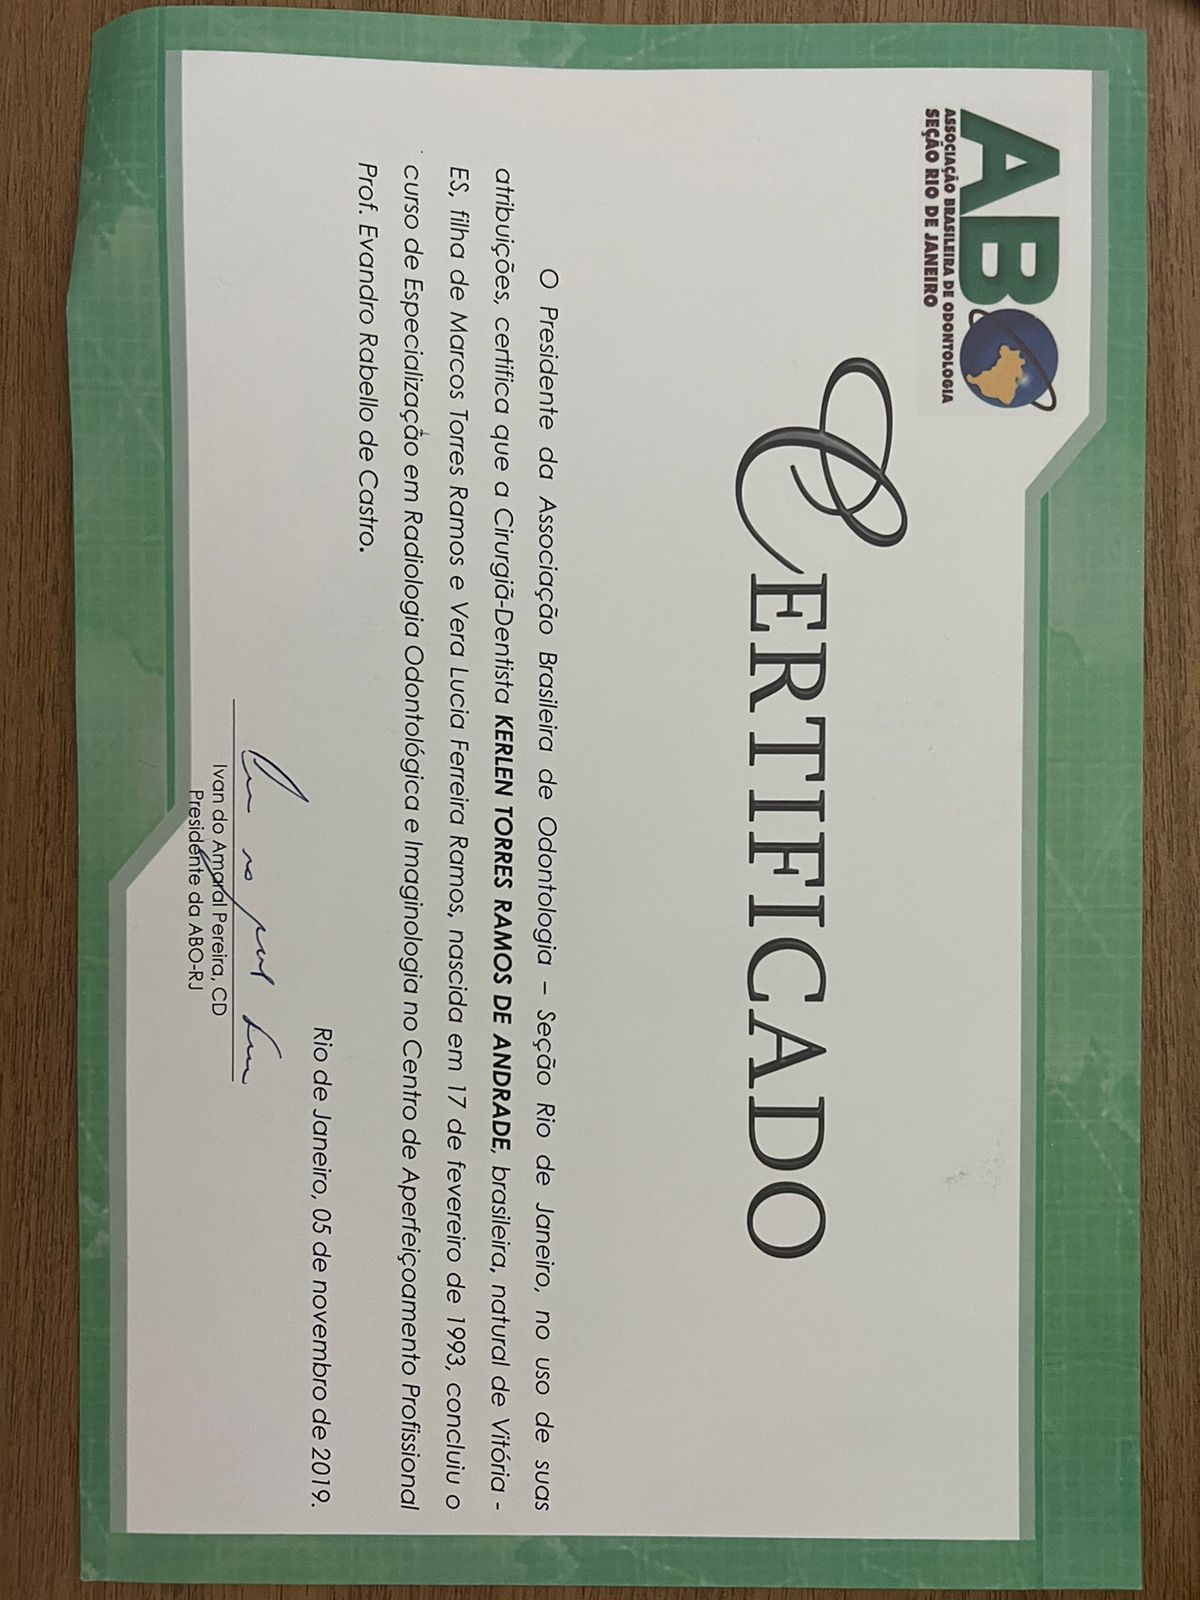 ABO
ASSOCIAÇÃO BRASILEIRA DE ODONTOLOGIA
SEÇÃO RIO DE JANEIRO
CERTIFICADO
O Presidente da Associação Brasileira de Odontologia – Seção Rio de Janeiro, no uso de suas
atribuições, certifica que a Cirurgiã-Dentista KERLEN TORRES RAMOS DE ANDRADE, brasileira, natural de Vitória -
ES, filha de Marcos Torres Ramos e Vera Lucia Ferreira Ramos, nascida em 17 de fevereiro de 1993, concluiu o
curso de Especialização em Radiologia Odontológica e Imaginologia no Centro de Aperfeiçoamento Profissional
Prof. Evandro Rabello de Castro.
Rio de Janeiro, 05 de novembro de 2019.
Ivan do Amaral Pereira, CD
Presidente da ABO-RJ